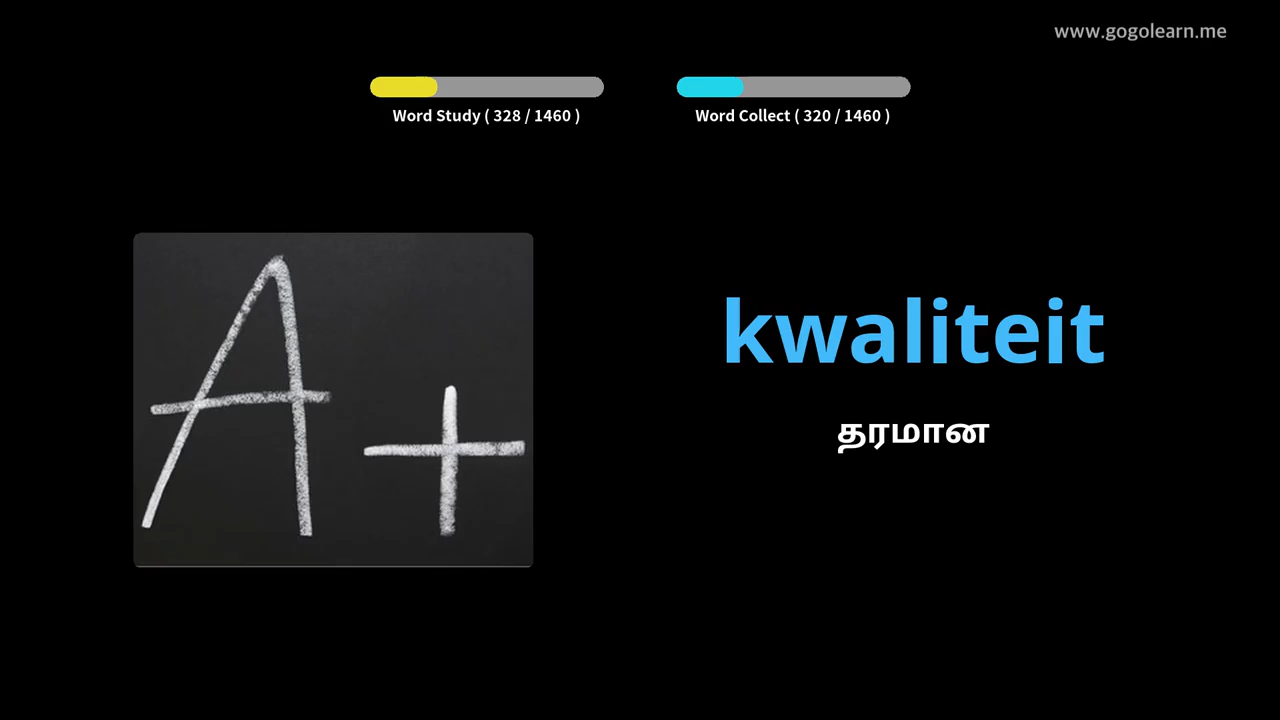 www.gogolearn.me
Word Study ( 328 / 1460 )
Word Collect ( 320 / 1460 )
A+
kwaliteit
தரமான